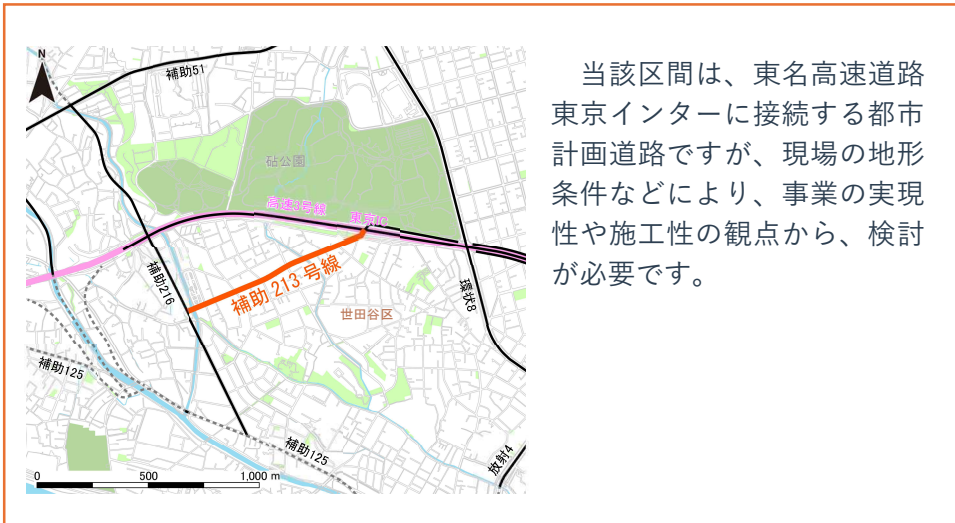 N
補助51
砧公園
高速3号線
東京IC
補助216
補助213号線
世田谷区
環状8
補助125
補助125
放射4
0 500 1,000 m
当該区間は、東名高速道路
東京インターに接続する都市
計画道路ですが、現場の地形
条件などにより、事業の実現
性や施工性の観点から、検討
が必要です。